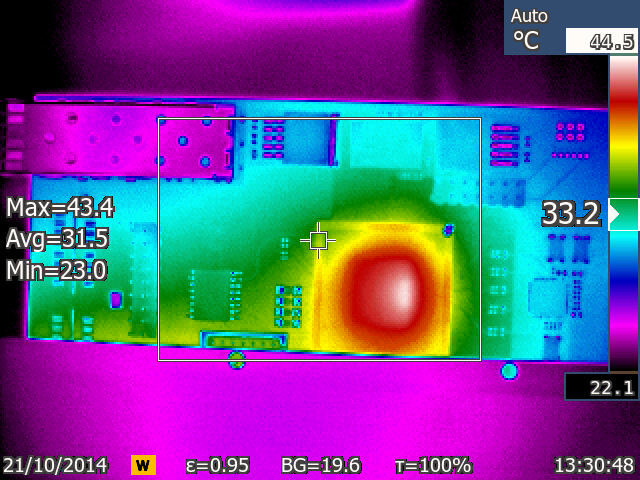 Auto
°C
44.5
Max=43.4
Avg=31.5
Min=23.0
33.2
22.1
21/10/2014 W ε=0.95 BG=19.6 τ=100% 13:30:48